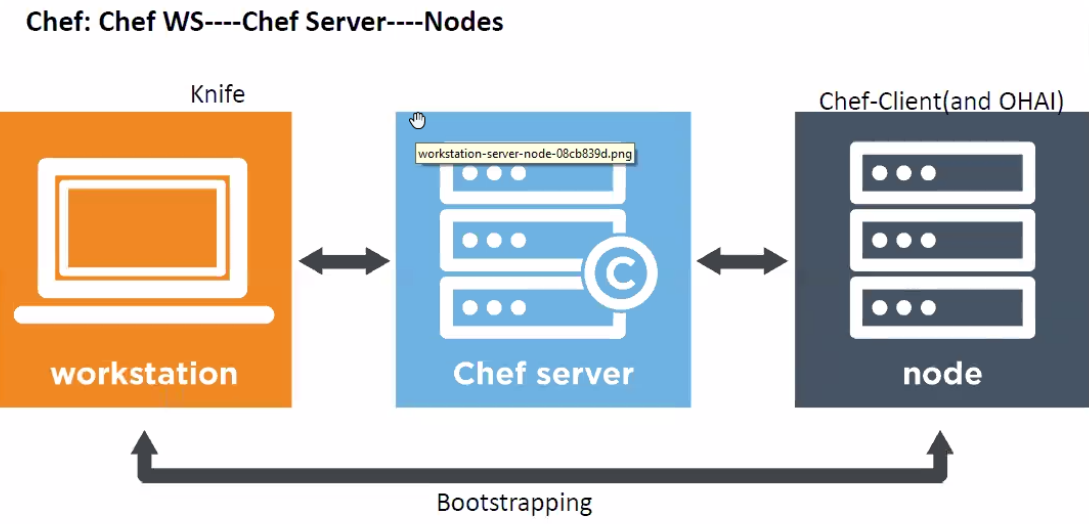 Chef: Chef WS----Chef Server----Nodes
Knife
Chef-Client(and OHAI)
workstation-server-node-08cb839d.png
C
workstation
Chef server
node
Bootstrapping